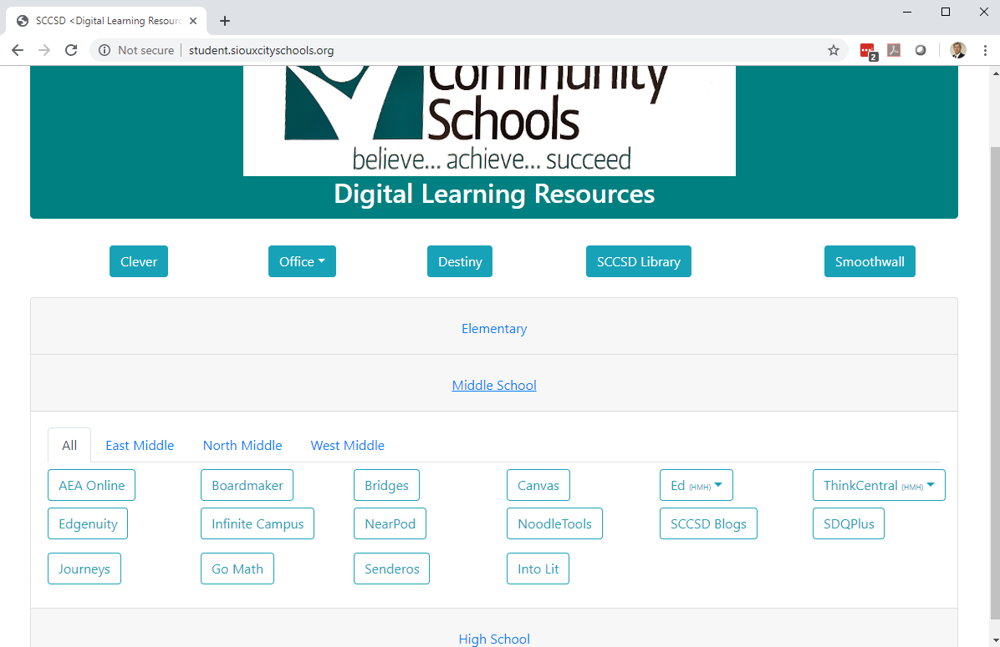 SCCSD <Digital Learning Resourc
Not secure student.siouxcityschools.org
2
Community
Schools
believe... achieve... succeed
Digital Learning Resources
Clever Office Destiny SCCSD Library Smoothwall
Elementary
Middle School
All East Middle North Middle West Middle
AEA Online Boardmaker Bridges Canvas Ed (HMH) ThinkCentral (HMH)
Edgenuity Infinite Campus NearPod NoodleTools SCCSD Blogs SDQPlus
Journeys Go Math Senderos Into Lit
High School